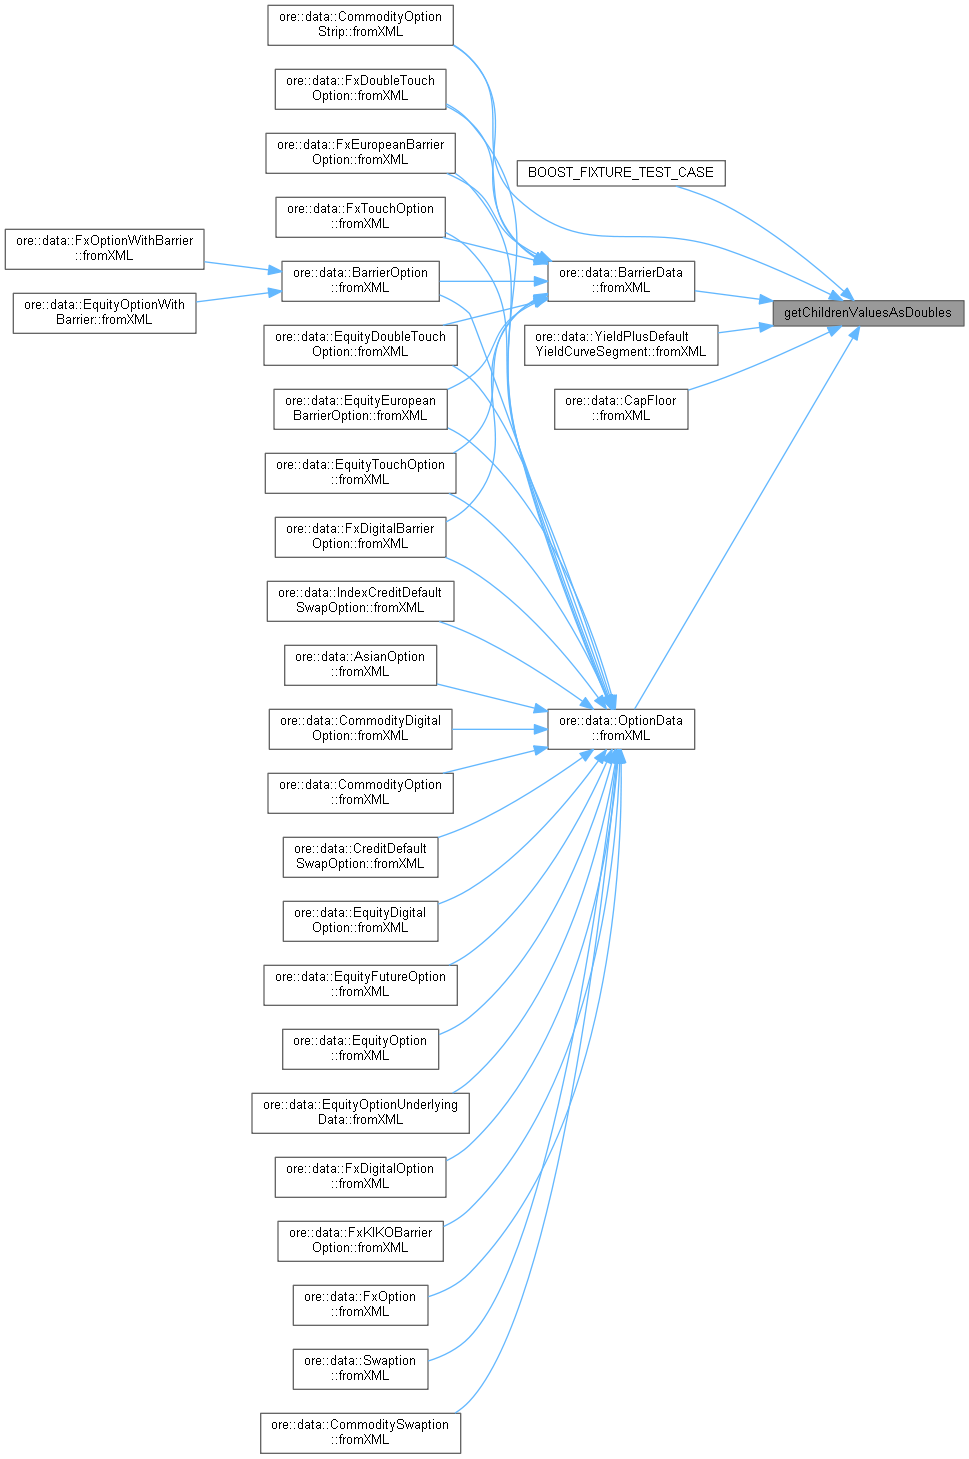 ore::data::CommodityOption
Strip::fromXML
ore::data::FxDoubleTouch
Option::fromXML
ore::data::FxEuropeanBarrier
Option::fromXML
BOOST_FIXTURE_TEST_CASE
ore::data::FxTouchOption
::fromXML
ore::data::FxOptionWithBarrier
::fromXML
ore::data::BarrierOption
::fromXML
ore::data::BarrierData
::fromXML
ore::data::EquityOptionWith
Barrier::fromXML
getChildrenValuesAsDoubles
ore::data::EquityDoubleTouch
Option::fromXML
ore::data::YieldPlusDefault
YieldCurveSegment::fromXML
ore::data::EquityEuropean
BarrierOption::fromXML
ore::data::CapFloor
::fromXML
ore::data::EquityTouchOption
::fromXML
ore::data::FxDigitalBarrier
Option::fromXML
ore::data::IndexCreditDefault
SwapOption::fromXML
ore::data::AsianOption
::fromXML
ore::data::CommodityDigital
Option::fromXML
ore::data::OptionData
::fromXML
ore::data::CommodityOption
::fromXML
ore::data::CreditDefault
SwapOption::fromXML
ore::data::EquityDigital
Option::fromXML
ore::data::EquityFutureOption
::fromXML
ore::data::EquityOption
::fromXML
ore::data::EquityOptionUnderlying
Data::fromXML
ore::data::FxDigitalOption
::fromXML
ore::data::FxKIKOBarrier
Option::fromXML
ore::data::FxOption
::fromXML
ore::data::Swaption
::fromXML
ore::data::CommoditySwaption
::fromXML